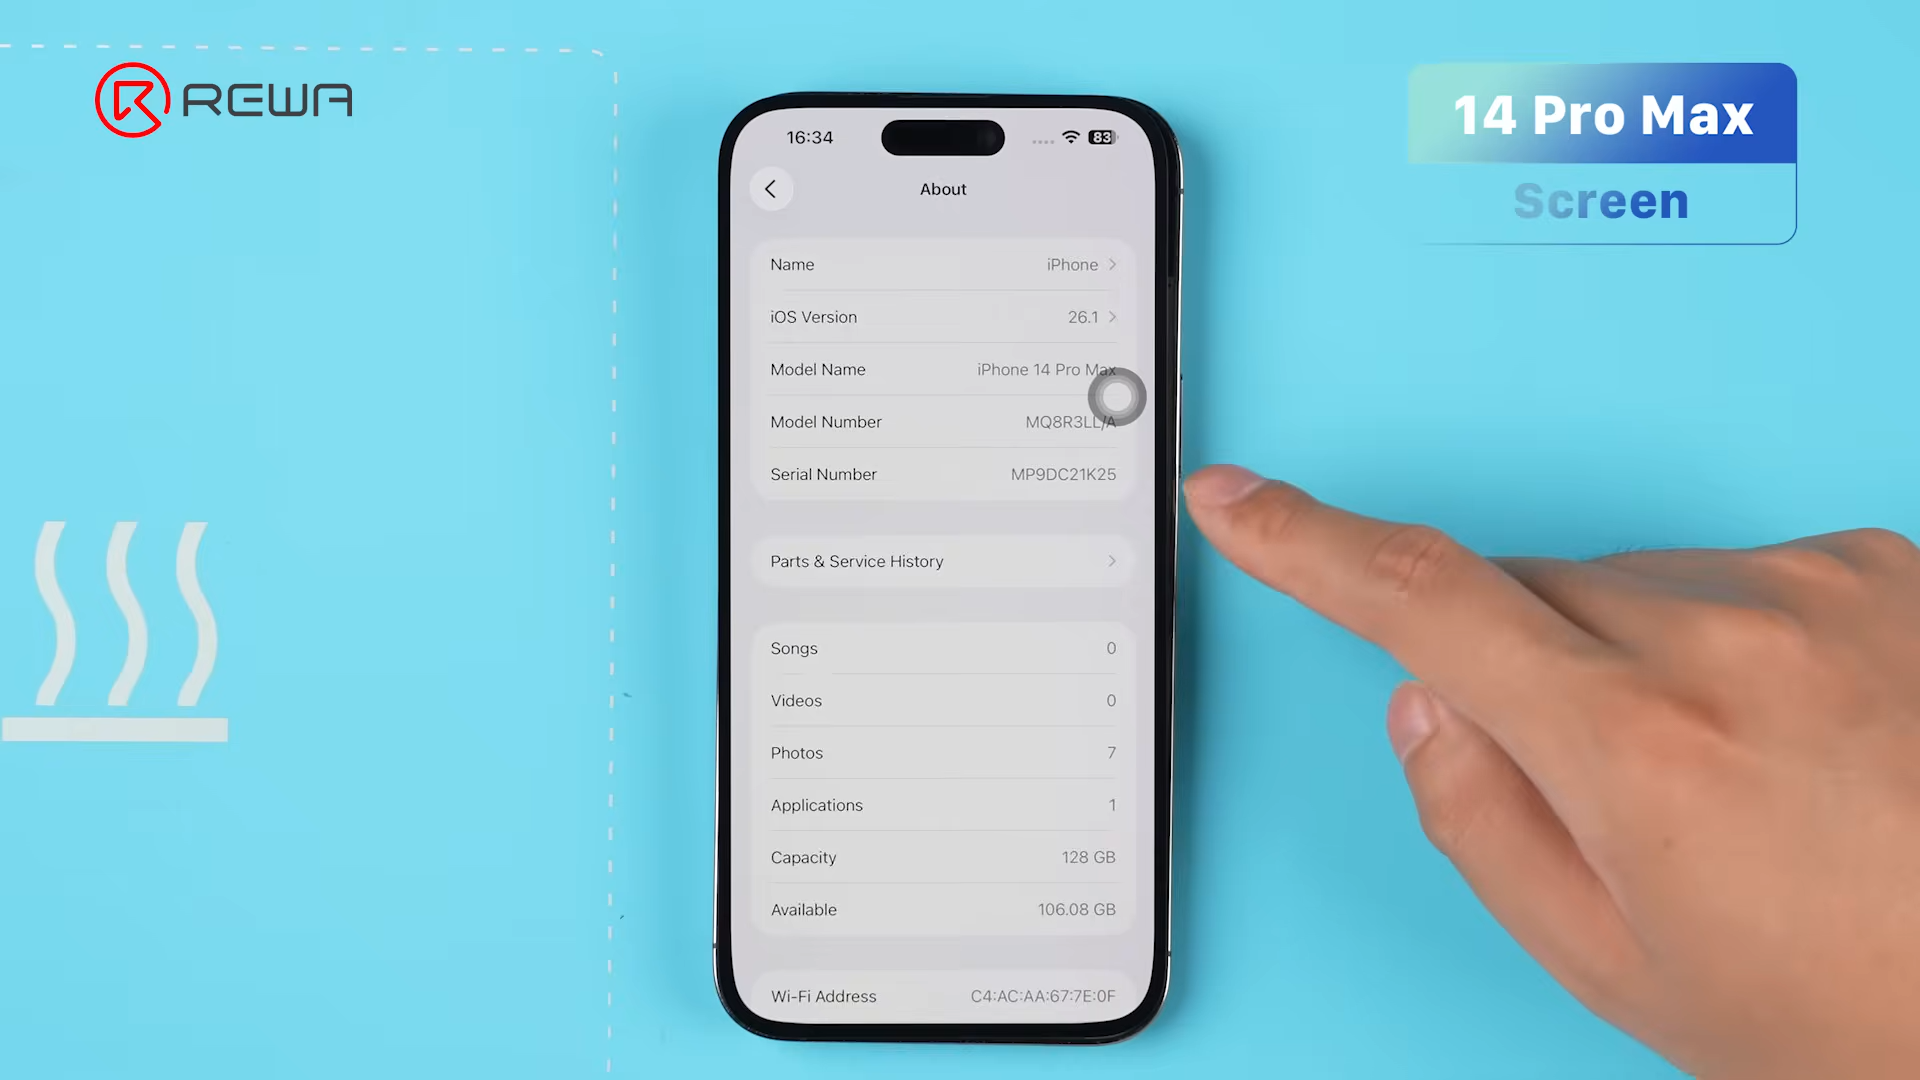 REWA
14 Pro Max
Screen
16:34
83
About
Name iPhone
iOS Version 26.1
Model Name iPhone 14 Pro Max
Model Number MQ8R3LL/A
Serial Number MP9DC21K25
Parts & Service History
Songs 0
Videos 0
Photos 7
Applications 1
Capacity 128 GB
Available 106.08 GB
Wi-Fi Address C4:AC:AA:67:7E:0F